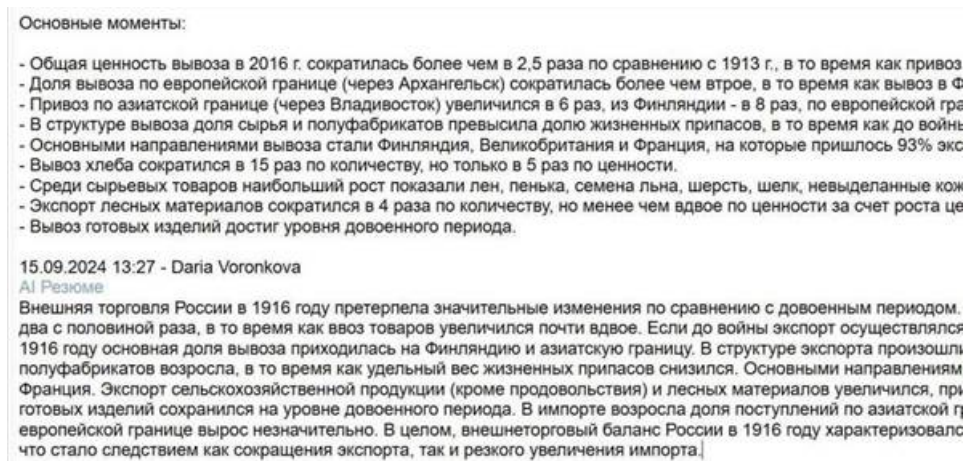 Основные моменты:
- Общая ценность вывоза в 2016 г. сократилась более чем в 2,5 раза по сравнению с 1913 г., в то время как привоз
- Доля вывоза по европейской границе (через Архангельск) сократилась более чем втрое, в то время как вывоз в Ф
- Привоз по азиатской границе (через Владивосток) увеличился в 6 раз, из Финляндии - в 8 раз, по европейской гра
- В структуре вывоза доля сырья и полуфабрикатов превысила долю жизненных припасов, в то время как до войны
- Основными направлениями вывоза стали Финляндия, Великобритания и Франция, на которые пришлось 93% экс
- Вывоз хлеба сократился в 15 раз по количеству, но только в 5 раз по ценности.
- Среди сырьевых товаров наибольший рост показали лен, пенька, семена льна, шерсть, шелк, невыделанные кож
- Экспорт лесных материалов сократился в 4 раза по количеству, но менее чем вдвое по ценности за счет роста це
- Вывоз готовых изделий достиг уровня довоенного периода.
15.09.2024 13:27 - Daria Voronkova
AI Резюме
Внешняя торговля России в 1916 году претерпела значительные изменения по сравнению с довоенным периодом.
два с половиной раза, в то время как ввоз товаров увеличился почти вдвое. Если до войны экспорт осуществлялся
1916 году основная доля вывоза приходилась на Финляндию и азиатскую границу. В структуре экспорта произошли
полуфабрикатов возросла, в то время как удельный вес жизненных припасов снизился. Основными направлениям
Франция. Экспорт сельскохозяйственной продукции (кроме продовольствия) и лесных материалов увеличился, при
готовых изделий сохранился на уровне довоенного периода. В импорте возросла доля поступлений по азиатской г
европейской границе вырос незначительно. В целом, внешнеторговый баланс России в 1916 году характеризовалс
что стало следствием как сокращения экспорта, так и резкого увеличения импорта.